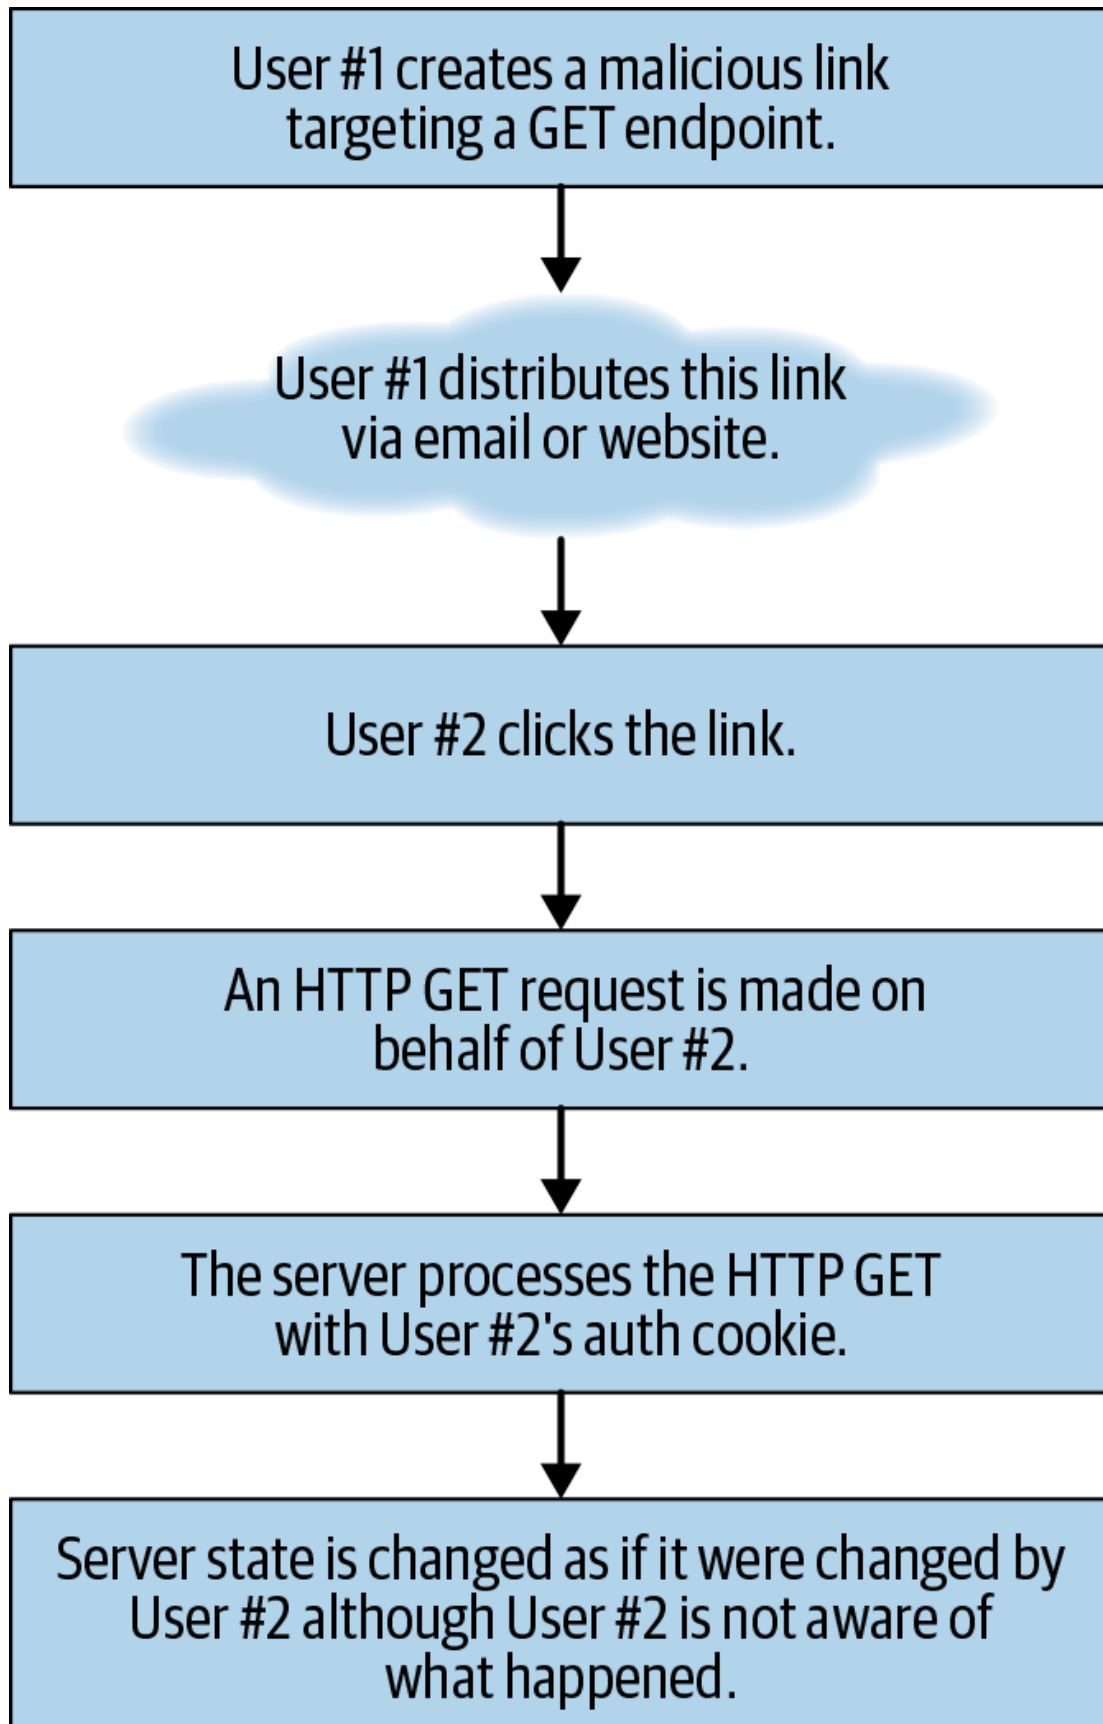 User #1 creates a malicious link
targeting a GET endpoint.
User #1 distributes this link
via email or website.
User #2 clicks the link.
An HTTP GET request is made on
behalf of User #2.
The server processes the HTTP GET
with User #2's auth cookie.
Server state is changed as if it were changed by
User #2 although User #2 is not aware of
what happened.